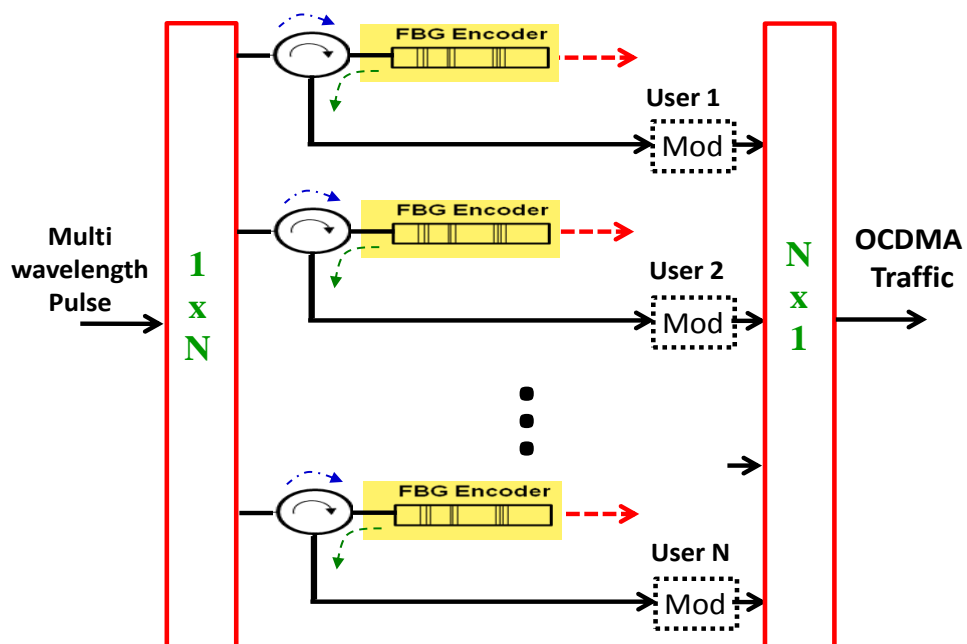 FBG Encoder
User 1
Mod
FBG Encoder
Multi
wavelength
Pulse
1
x
N
User 2
Mod
N
x
1
OCDMA
Traffic
FBG Encoder
User N
Mod